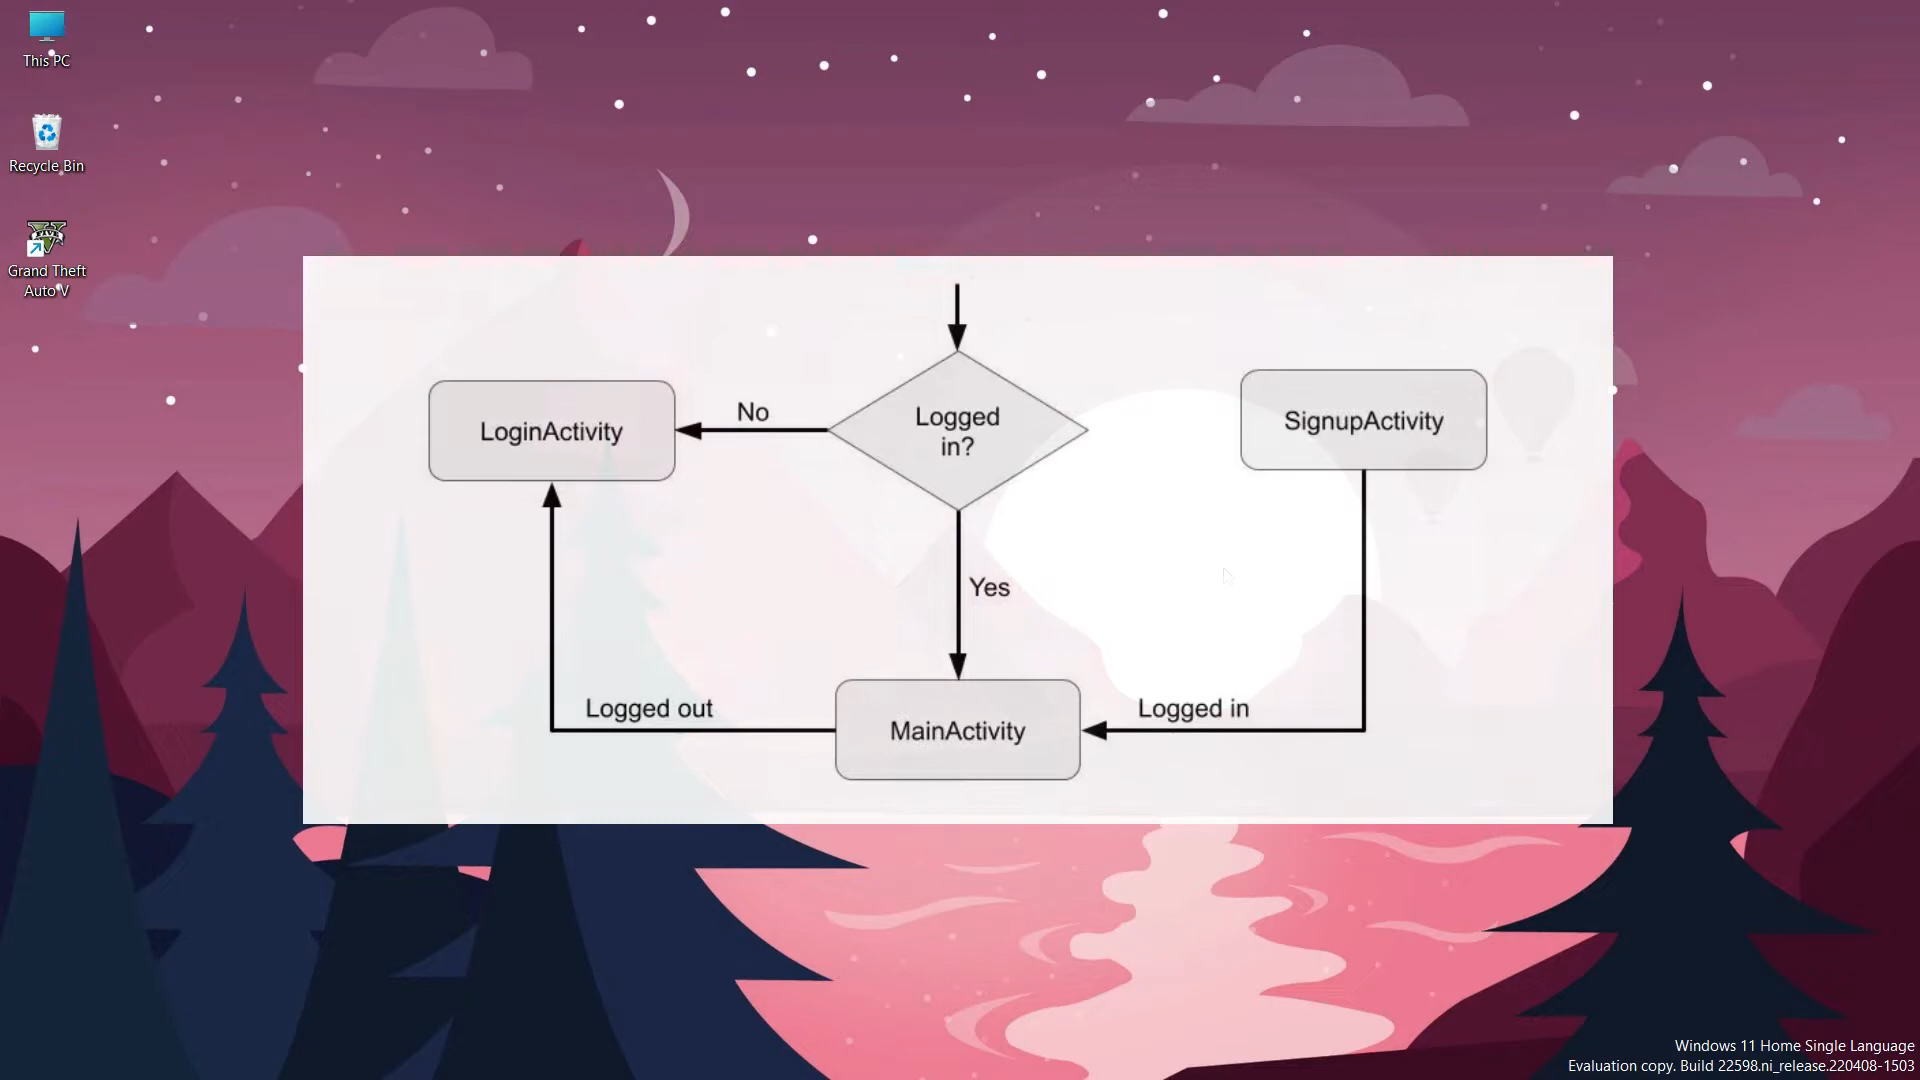 This PC
Recycle Bin
Grand Theft
Auto V
Logged
in?
No
LoginActivity
SignupActivity
Yes
Logged out
MainActivity
Logged in
Windows 11 Home Single Language
Evaluation copy. Build 22598.ni_release.220408-1503